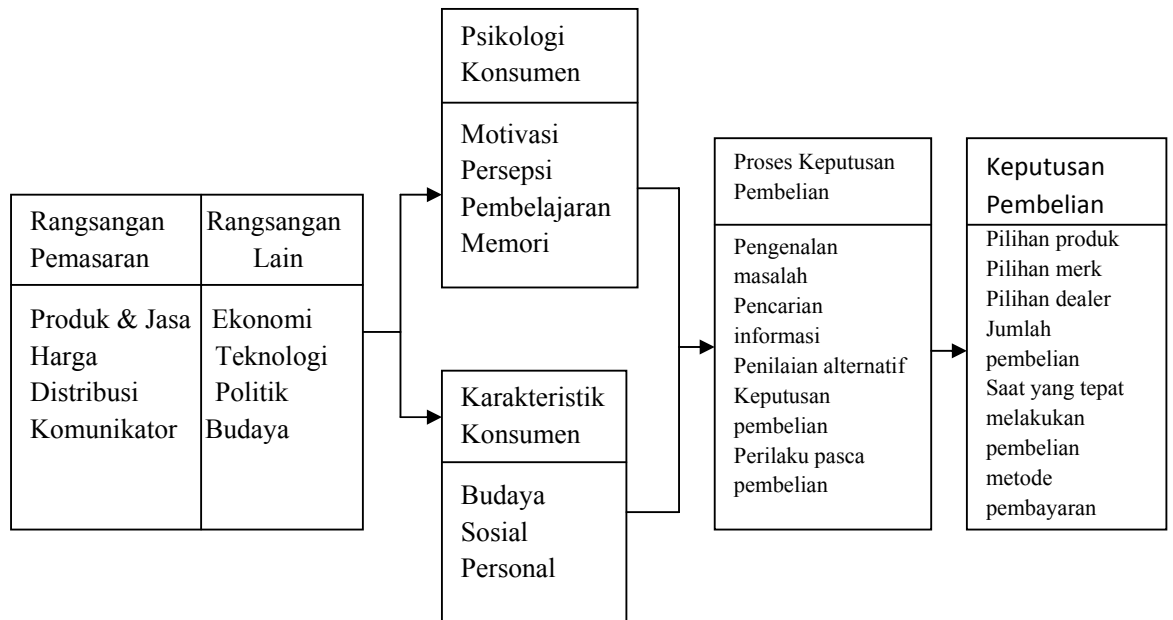 Rangsangan
Pemasaran
Produk & Jasa
Harga
Distribusi
Komunikator
Rangsangan
Lain
Ekonomi
Teknologi
Politik
Budaya
Psikologi
Konsumen
Motivasi
Persepsi
Pembelajaran
Memori
Karakteristik
Konsumen
Budaya
Sosial
Personal
Proses Keputusan
Pembelian
Pengenalan
masalah
Pencarian
informasi
Penilaian alternatif
Keputusan
pembelian
Perilaku pasca
pembelian
Keputusan
Pembelian
Pilihan produk
Pilihan merk
Pilihan dealer
Jumlah
pembelian
Saat yang tepat
melakukan
pembelian
metode
pembayaran